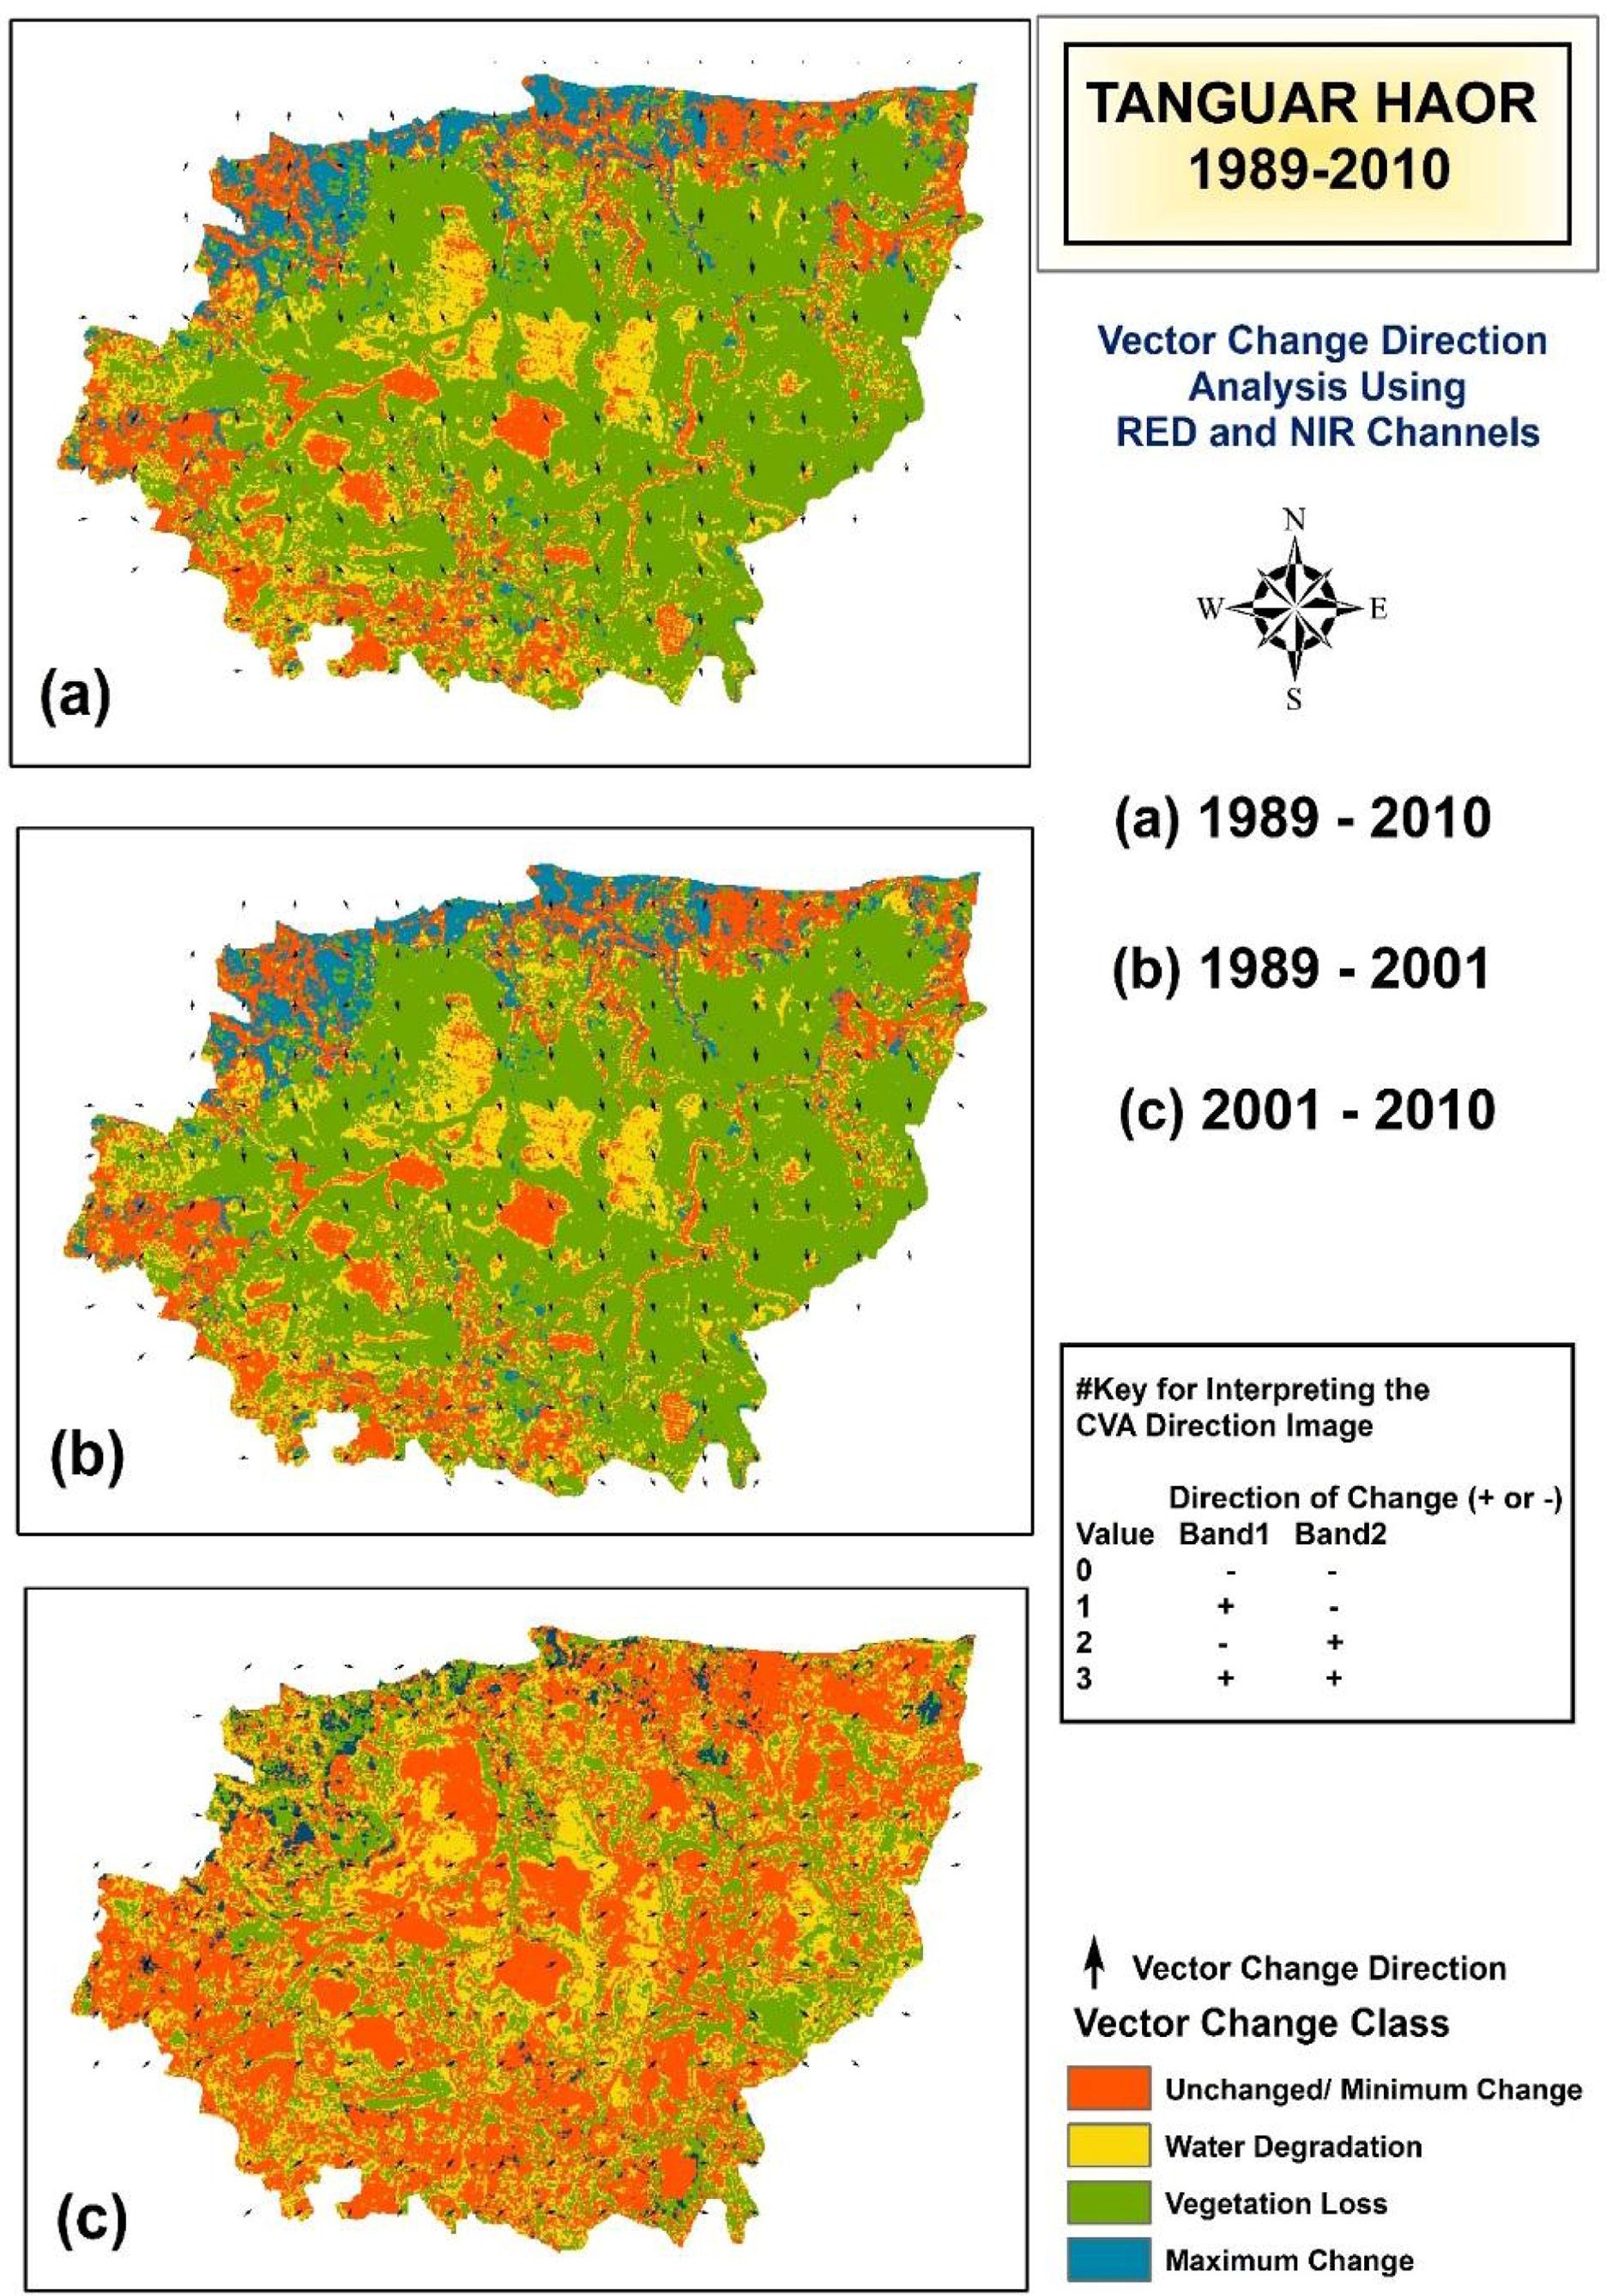 TANGUAR HAOR
1989-2010
Vector Change Direction
Analysis Using
RED and NIR Channels
N
W E
S
(a)
(a) 1989 - 2010
(b) 1989 - 2001
(c) 2001 - 2010
(b)
#Key for Interpreting the
CVA Direction Image
Direction of Change (+ or -)
Value Band1 Band2
0 - -
1 + -
2 - +
3 + +
(c)
Vector Change Direction
Vector Change Class
Unchanged/ Minimum Change
Water Degradation
Vegetation Loss
Maximum Change